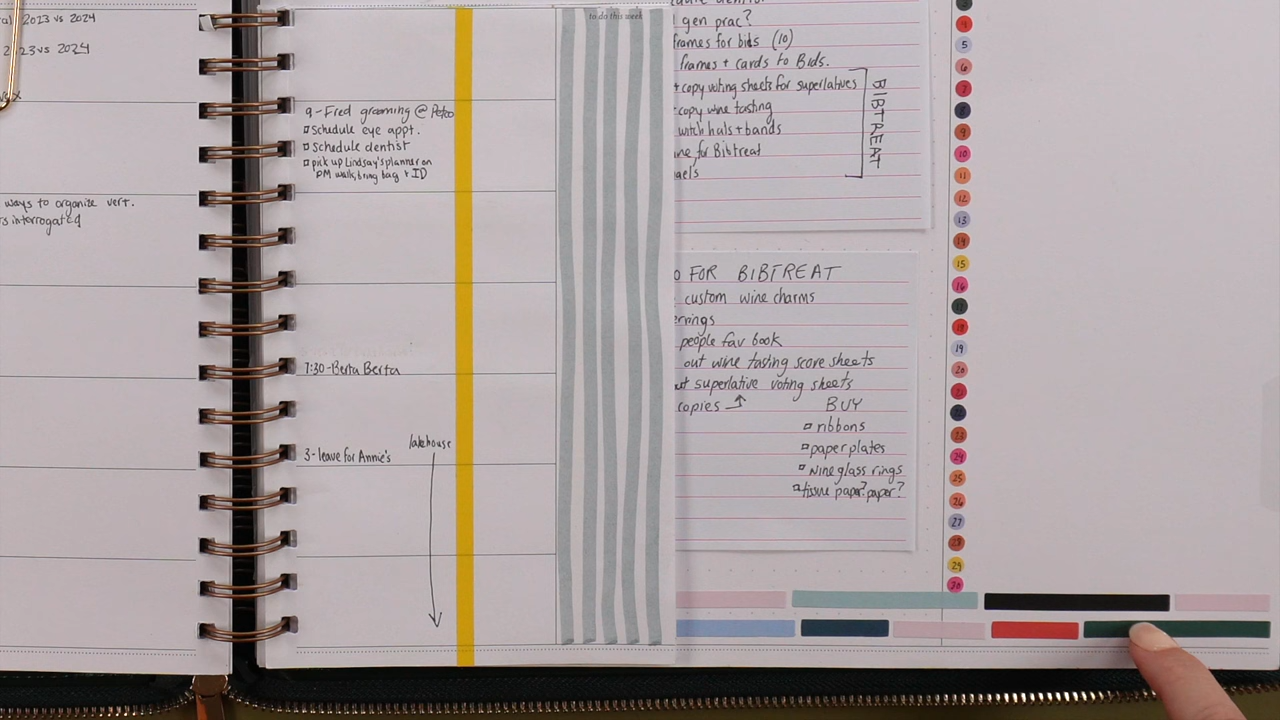 2023 vs 2024
2023 vs 2024
ways to organize vert.
interrogated
to do this week
9 - Fred grooming @ Petco
Schedule eye appt.
Schedule dentist
pick up Lindsay's planner on
PM walk, bring bag + ID
7:30 - Berta Berta
lakehouse
3 - leave for Annie's
gen prac?
frames for bids (10)
frames + cards to Bids.
+ copy voting sheets for superlatives
+ copy wine tasting
witch hats + bands
for Bibtreat
BIBTREAT
FOR BIBTREAT
custom wine charms
people fav book
out wine tasting score sheets
superlative voting sheets
copies
BUY
ribbons
paper plates
wine glass rings
tissue paper? paper?
4
5
6
7
8
9
10
11
12
13
14
15
16
17
18
19
20
21
22
23
24
25
26
27
28
29
30